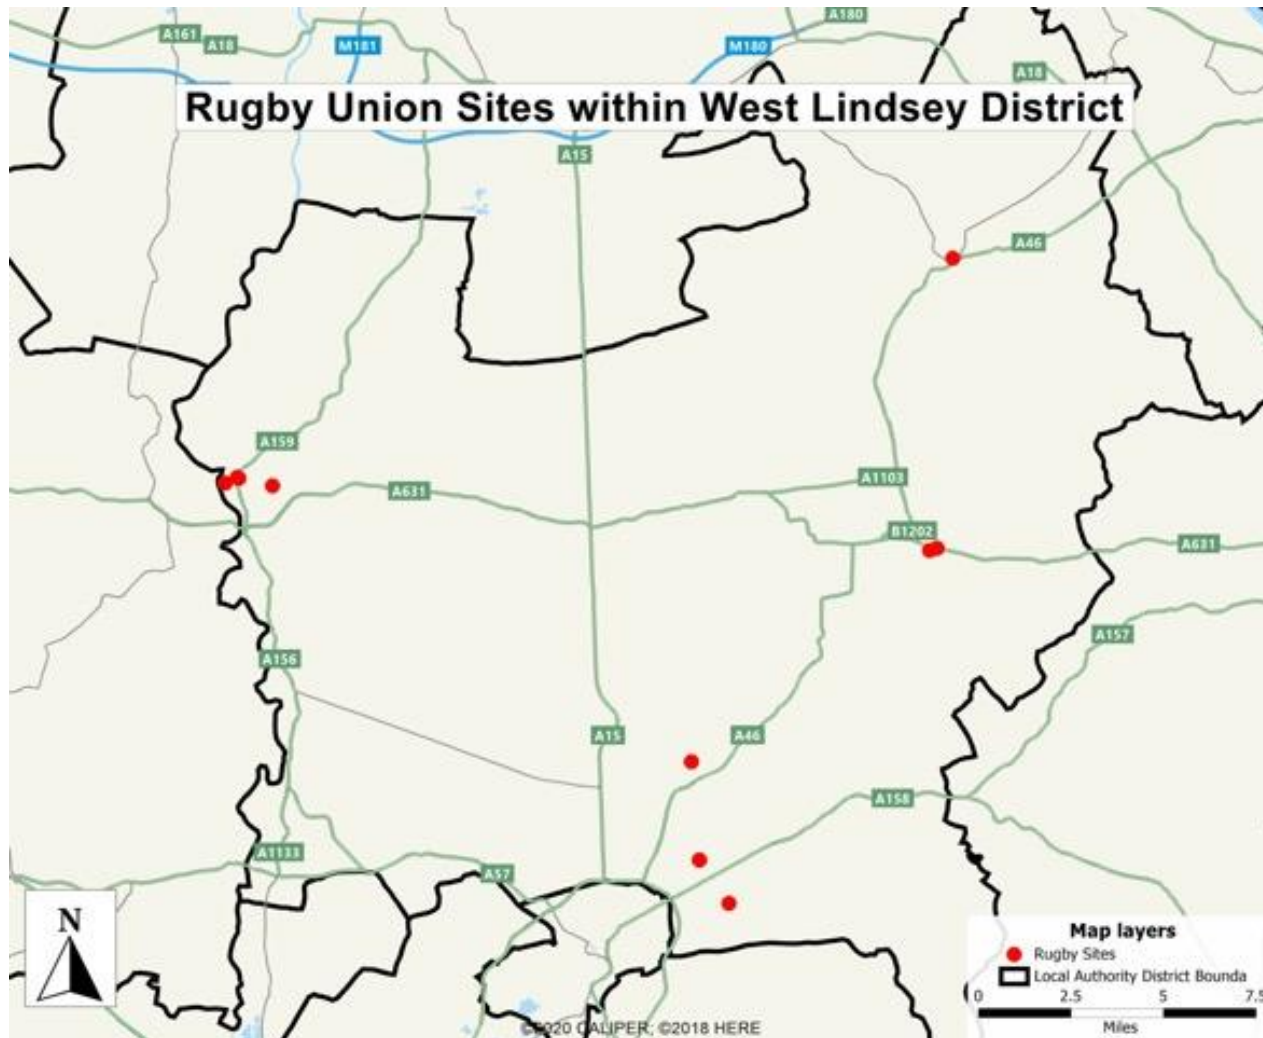 A180
A161
A18
M181
M180
A18
Rugby Union Sites within West Lindsey District
A15
A46
A159
A1103
A631
B1202
A631
A157
A156
A15
A46
A158
A1133
A57
N
Map layers
Rugby Sites
Local Authority District Bounda
0 2.5 5 7.5
Miles
©2020 CALIPER; ©2018 HERE